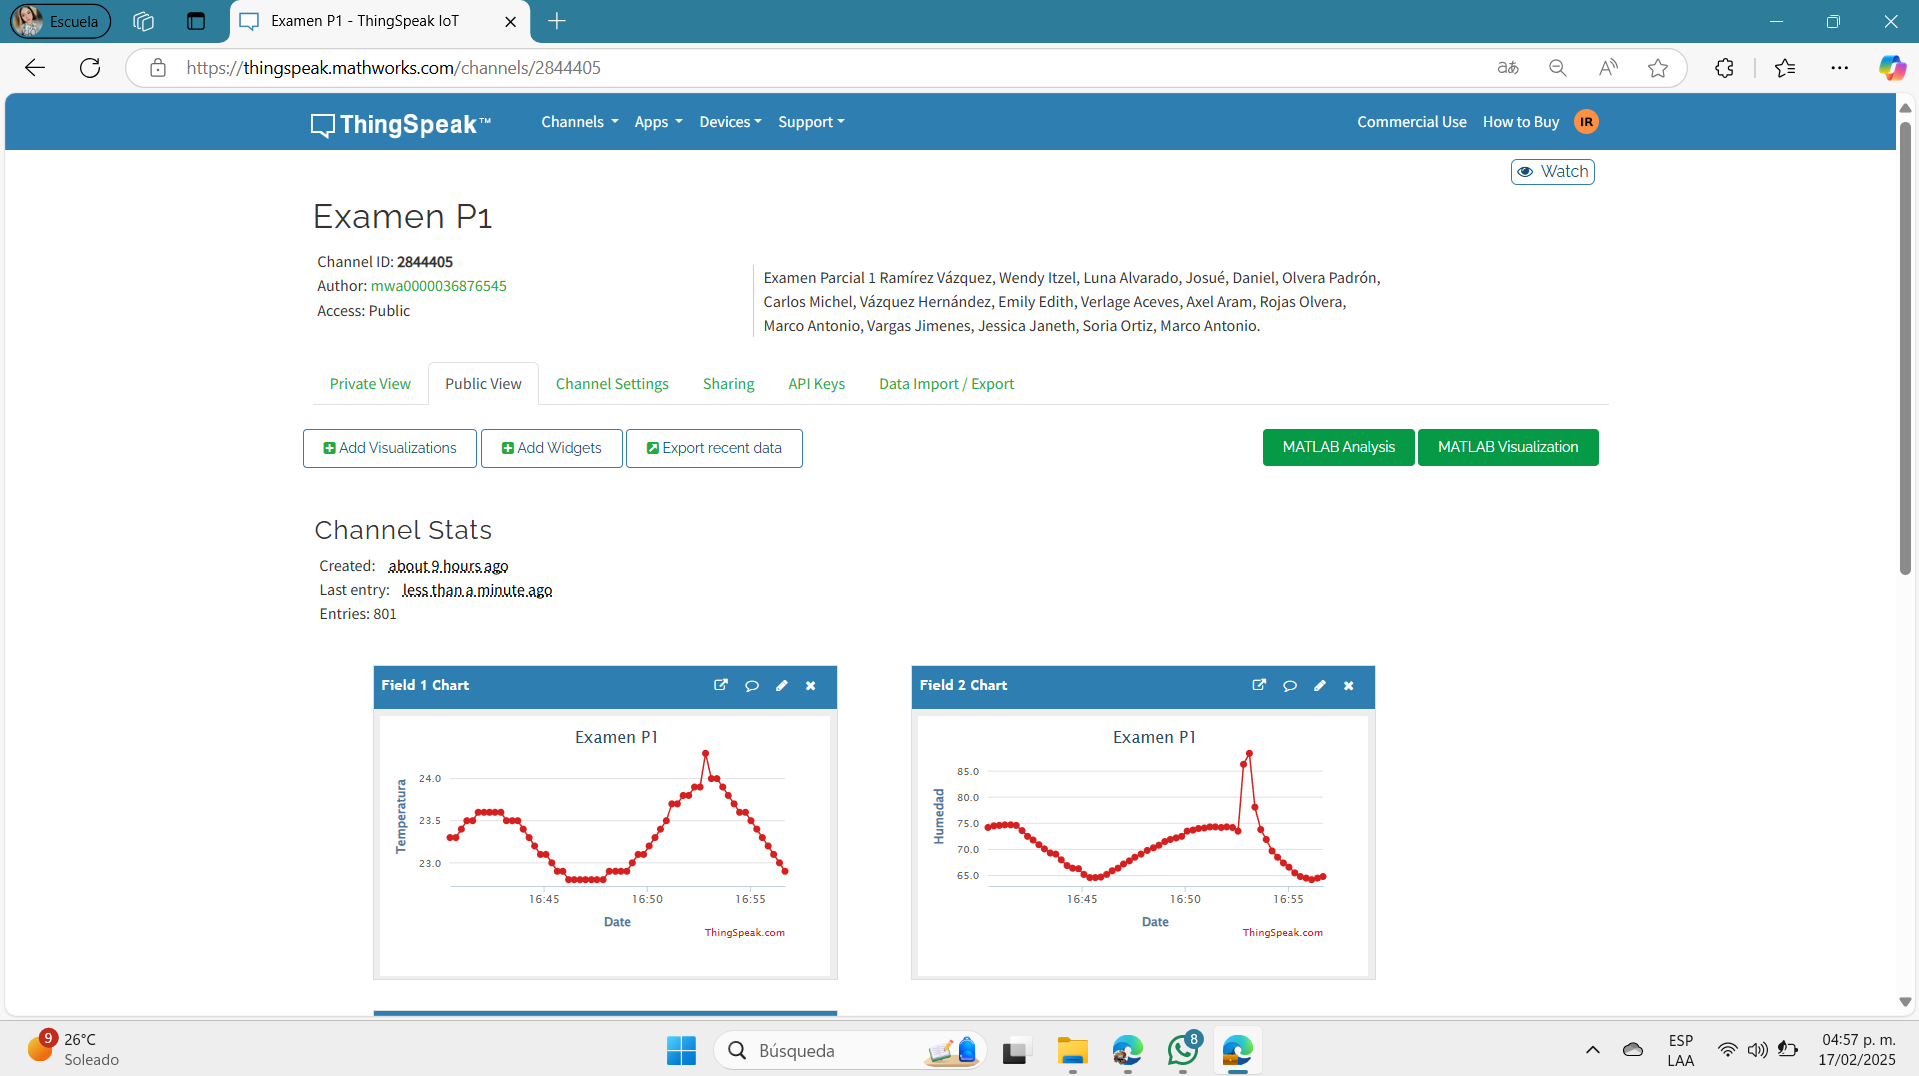 Escuela
Examen P1 - ThingSpeak IoT
https://thingspeak.mathworks.com/channels/2844405
ThingSpeak™
Channels
Apps
Devices
Support
Commercial Use
How to Buy
IR
Watch
Examen P1
Channel ID: 2844405
Author: mwa0000036876545
Access: Public
Examen Parcial 1 Ramírez Vázquez, Wendy Itzel, Luna Alvarado, Josué, Daniel, Olvera Padrón,
Carlos Michel, Vázquez Hernández, Emily Edith, Verlage Aceves, Axel Aram, Rojas Olvera,
Marco Antonio, Vargas Jimenes, Jessica Janeth, Soria Ortiz, Marco Antonio.
Private View
Public View
Channel Settings
Sharing
API Keys
Data Import / Export
Add Visualizations
Add Widgets
Export recent data
MATLAB Analysis
MATLAB Visualization
Channel Stats
Created: about 9 hours ago
Last entry: less than a minute ago
Entries: 801
Field 1 Chart
Examen P1
Temperatura
24.0
23.5
23.0
16:45
16:50
16:55
Date
ThingSpeak.com
Field 2 Chart
Examen P1
Humedad
85.0
80.0
75.0
70.0
65.0
16:45
16:50
16:55
Date
ThingSpeak.com
9
26°C
Soleado
Búsqueda
8
ESP
LAA
04:57 p. m.
17/02/2025